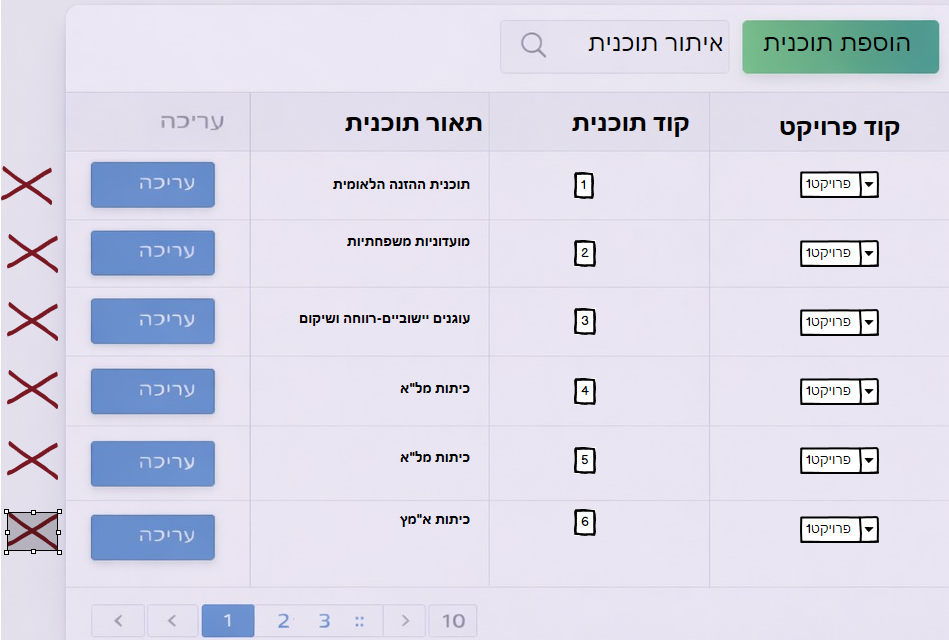 הוספת תוכנית
איתור תוכנית
קוד פרויקט קוד תוכנית תאור תוכנית עריכה
פרויקט1 1 תוכנית ההזנה הלאומית עריכה
פרויקט1 2 מועדוניות משפחתיות עריכה
פרויקט1 3 עוגנים יישוביים-רווחה ושיקום עריכה
פרויקט1 4 כיתות מל"א עריכה
פרויקט1 5 כיתות מל"א עריכה
פרויקט1 6 כיתות א"מץ עריכה
< < 1 2 3 :: > 10